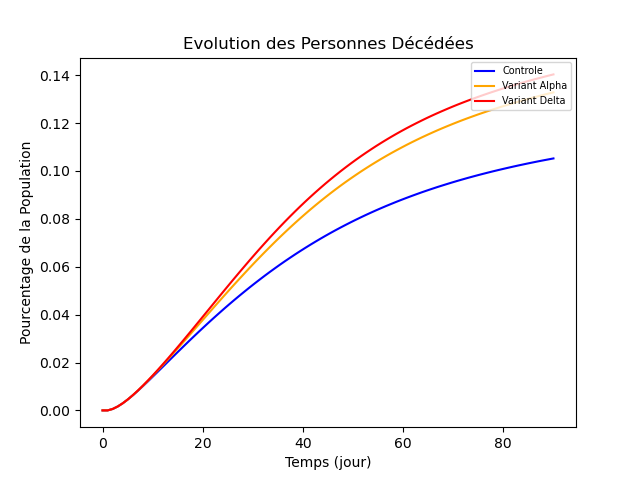 Evolution des Personnes Décédées
Controle
Variant Alpha
Variant Delta
Pourcentage de la Population
0.14
0.12
0.10
0.08
0.06
0.04
0.02
0.00
0 20 40 60 80
Temps (jour)